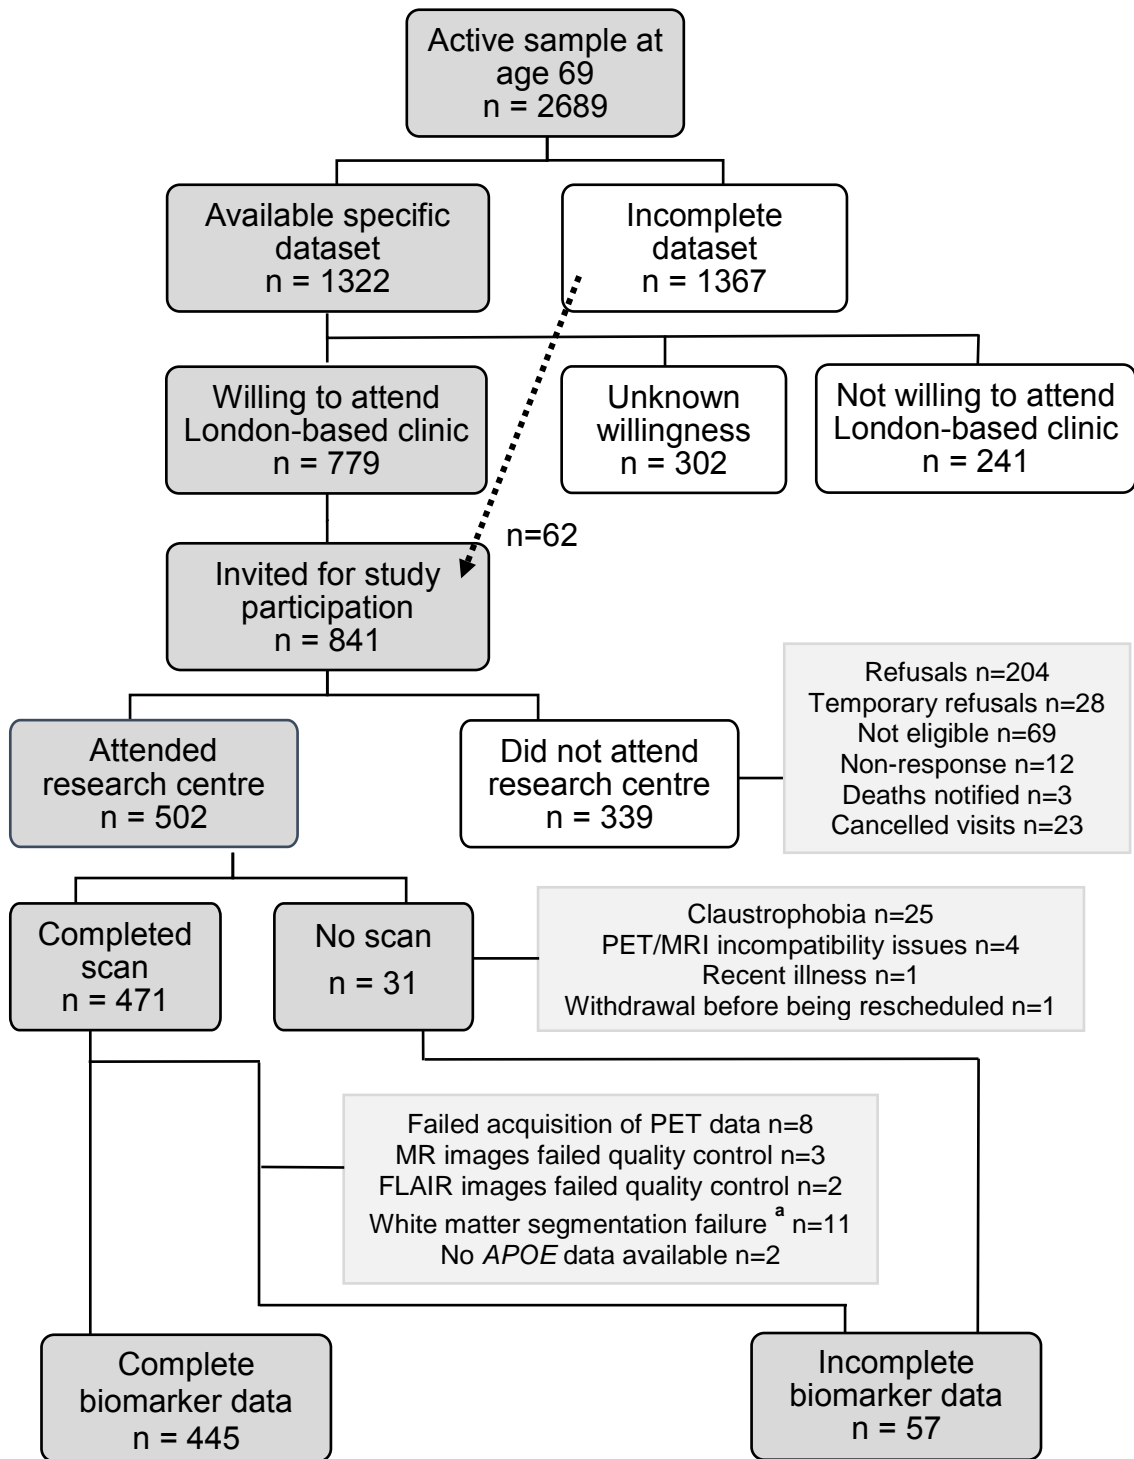 Active sample at
age 69
n = 2689
Available specific
dataset
n = 1322
Incomplete
dataset
n = 1367
Willing to attend
London-based clinic
n = 779
Unknown
willingness
n = 302
Not willing to attend
London-based clinic
n = 241
n=62
Invited for study
participation
n = 841
Attended
research centre
n = 502
Did not attend
research centre
n = 339
Refusals n=204
Temporary refusals n=28
Not eligible n=69
Non-response n=12
Deaths notified n=3
Cancelled visits n=23
Completed
scan
n = 471
No scan
n = 31
Claustrophobia n=25
PET/MRI incompatibility issues n=4
Recent illness n=1
Withdrawal before being rescheduled n=1
Failed acquisition of PET data n=8
MR images failed quality control n=3
FLAIR images failed quality control n=2
White matter segmentation failure a n=11
No APOE data available n=2
Complete
biomarker data
n = 445
Incomplete
biomarker data
n = 57